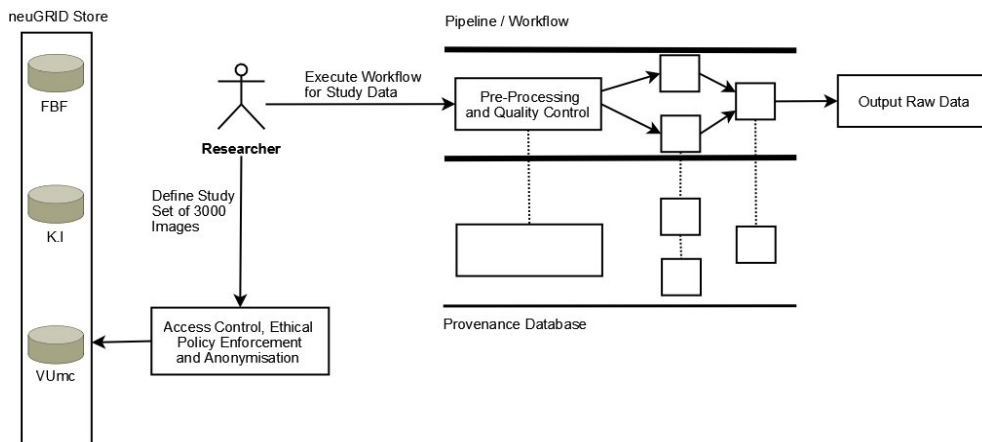 neuGRID Store
FBF
K.I
VUmc
Researcher
Define Study
Set of 3000
Images
Access Control, Ethical
Policy Enforcement
and Anonymisation
Execute Workflow
for Study Data
Pipeline / Workflow
Pre-Processing
and Quality Control
Output Raw Data
Provenance Database